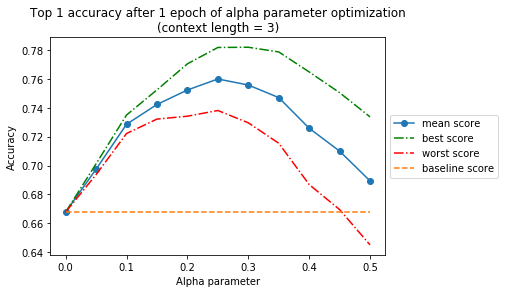 Top 1 accuracy after 1 epoch of alpha parameter optimization
(context length = 3)
0.78
0.76
0.74
0.72
0.70
0.68
0.66
0.64
Accuracy
0.0 0.1 0.2 0.3 0.4 0.5
Alpha parameter
mean score
best score
worst score
baseline score